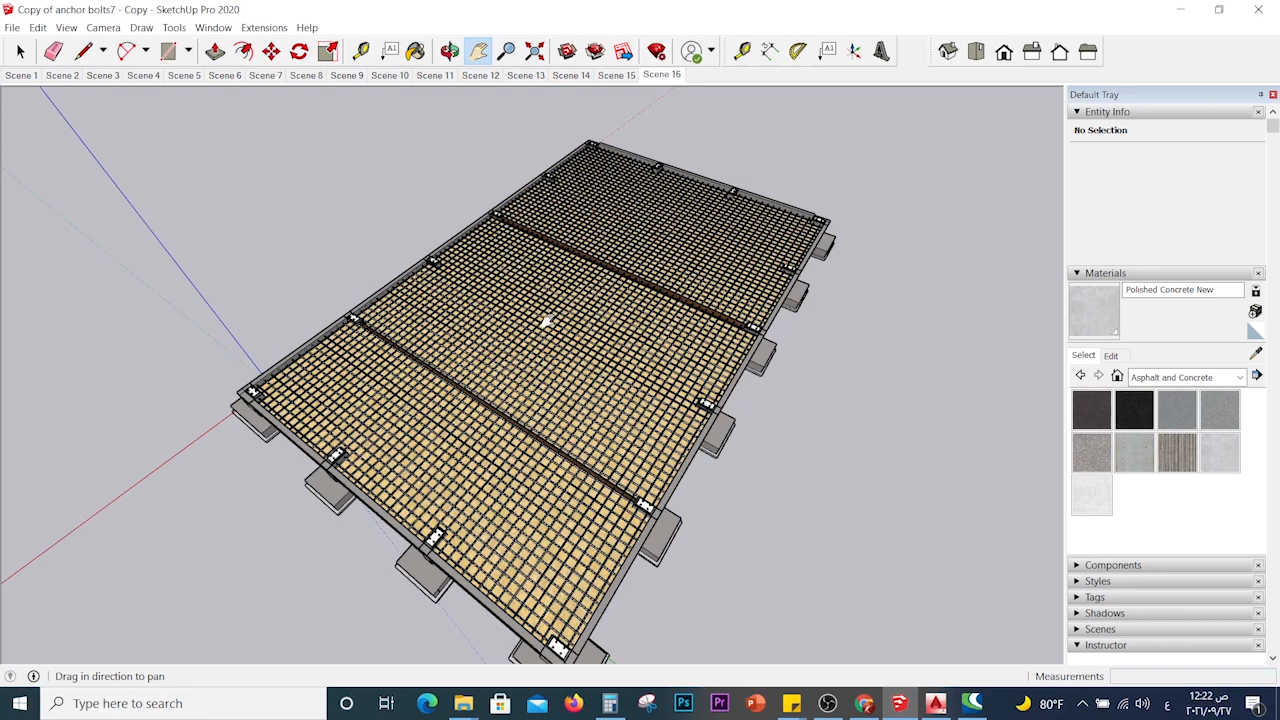 Copy of anchor bolts7 - Copy - SketchUp Pro 2020
File Edit View Camera Draw Tools Window Extensions Help
Scene 1 Scene 2 Scene 3 Scene 4 Scene 5 Scene 6 Scene 7 Scene 8 Scene 9 Scene 10 Scene 11 Scene 12 Scene 13 Scene 14 Scene 15 Scene 16
Default Tray
Entity Info
No Selection
Materials
Polished Concrete New
Select Edit
Asphalt and Concrete
Components
Styles
Tags
Shadows
Scenes
Instructor
Drag in direction to pan
Measurements
Type here to search
80°F
ع
12:22 ص
٢٠٢١/٠٩/٢٧